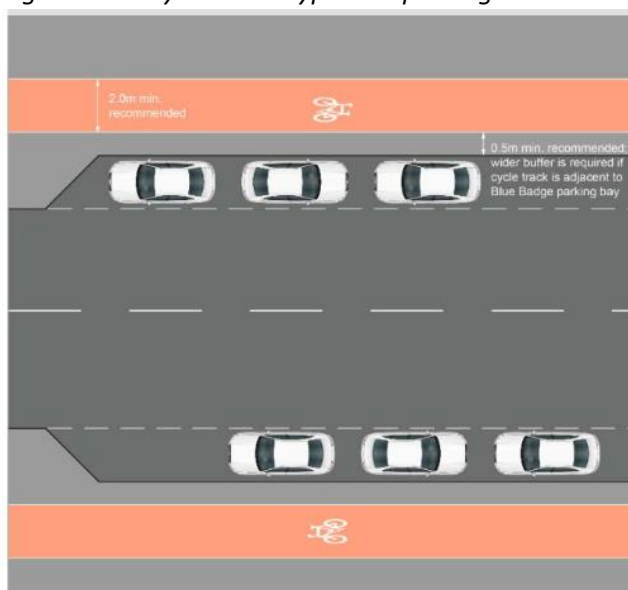 2.0m min.
recommended
0.5m min. recommended;
wider buffer is required if
cycle track is adjacent to
Blue Badge parking bay